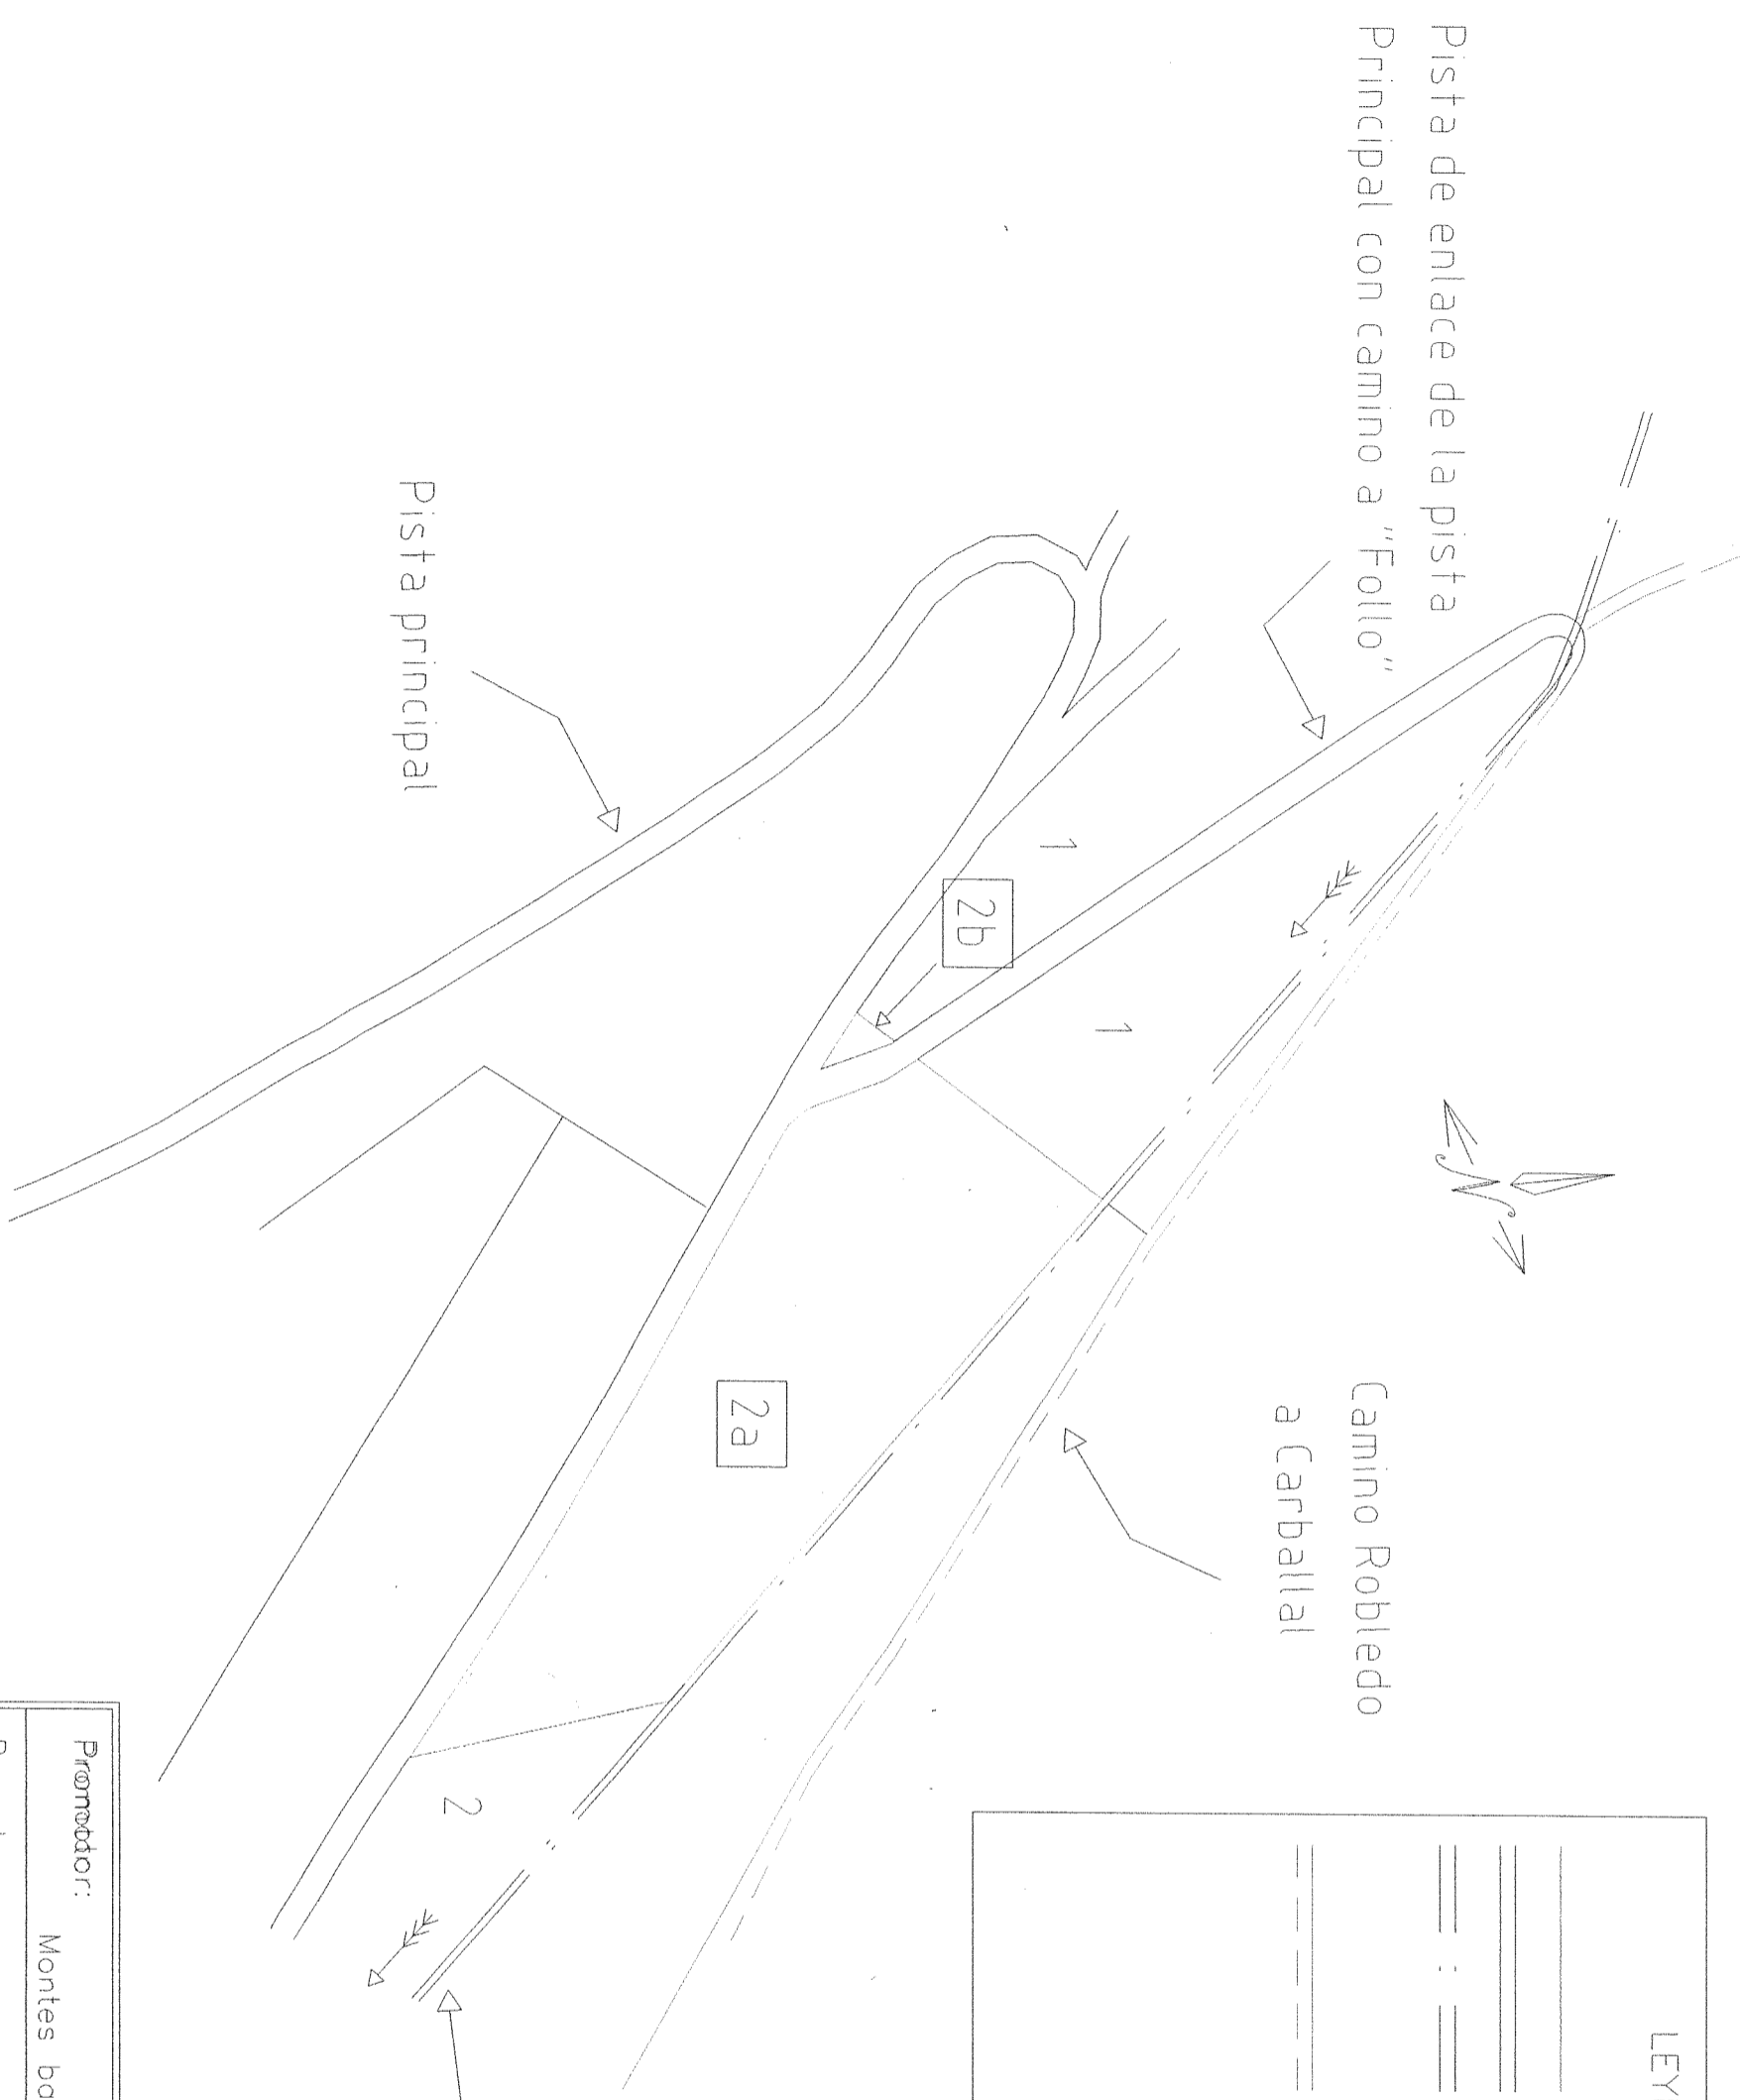 Pista de enlace de la pista
Principal con camino a "Follo"
Pista principal
1
2b
1
Camino Robledo
a Carballal
2a
2
Promotor:
Montes